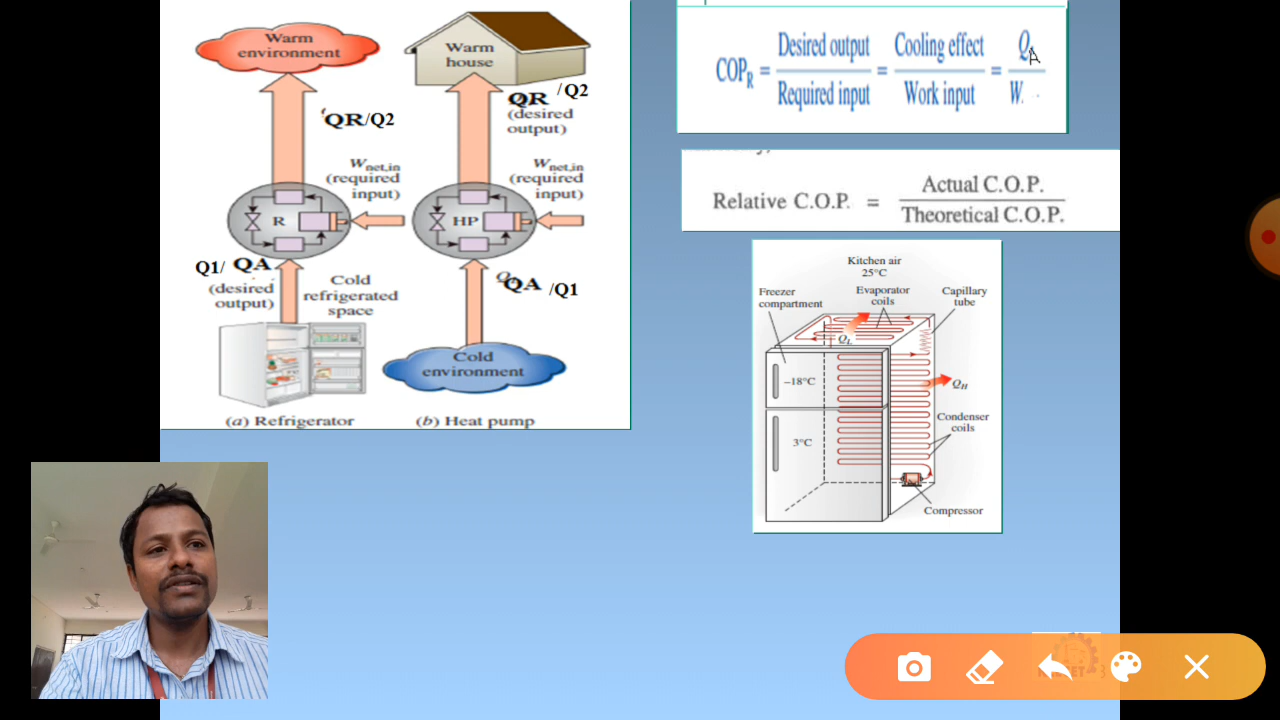 Warm
environment
'QR/Q2
Wnet,in
(required
input)
R
Q1/ QA
(desired
output)
Cold
refrigerated
space
(a) Refrigerator
Warm
house
QR /Q2
(desired
output)
Wnet,in
(required
input)
HP
QA /Q1
Cold
environment
(b) Heat pump
COPR = Desired output / Required input = Cooling effect / Work input = QA / W
Relative C.O.P. = Actual C.O.P. / Theoretical C.O.P.
Kitchen air
25°C
Freezer
compartment
Evaporator
coils
Capillary
tube
QL
–18°C
QH
Condenser
coils
3°C
Compressor